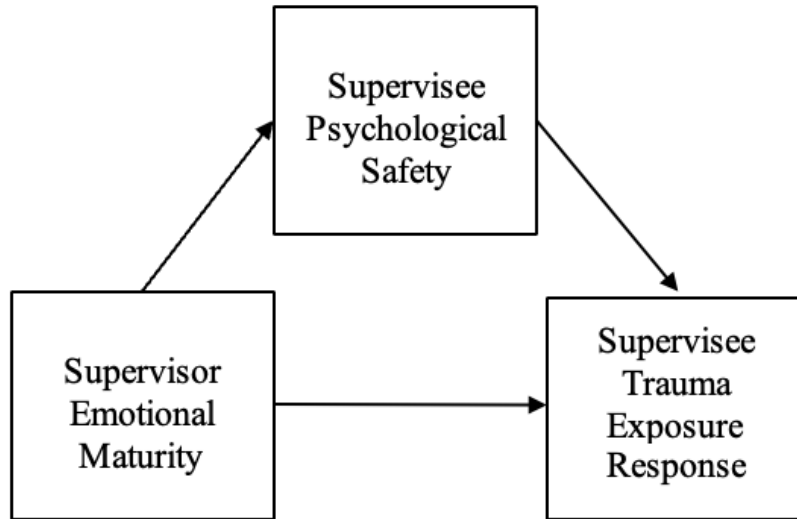 Supervisee
Psychological
Safety
Supervisor
Emotional
Maturity
Supervisee
Trauma
Exposure
Response